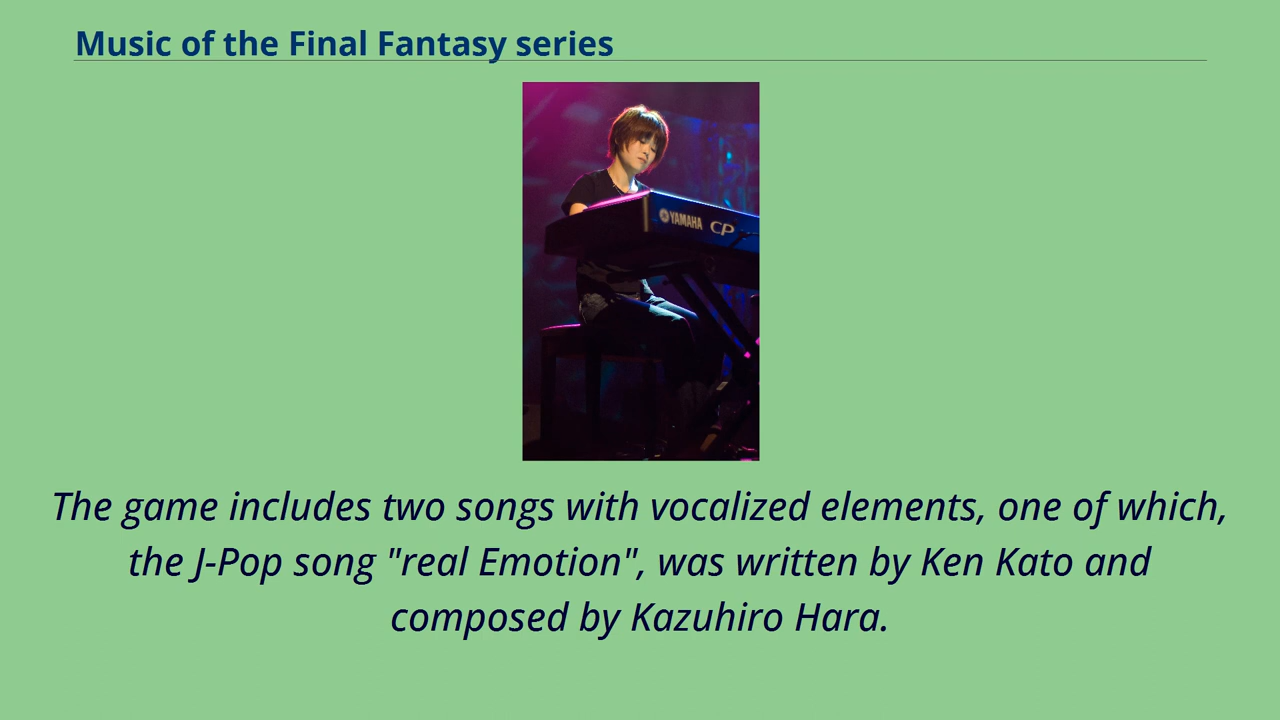 Music of the Final Fantasy series
YAMAHA CP
The game includes two songs with vocalized elements, one of which,
the J-Pop song "real Emotion", was written by Ken Kato and
composed by Kazuhiro Hara.